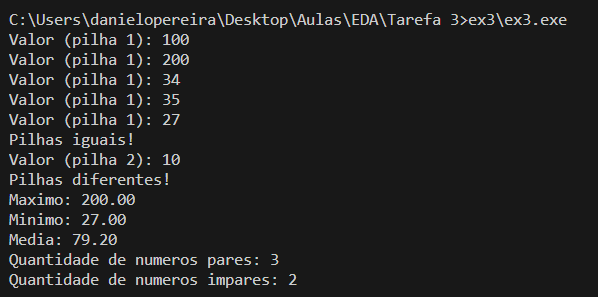 C:\Users\danielopereira\Desktop\Aulas\EDA\Tarefa 3>ex3\ex3.exe
Valor (pilha 1): 100
Valor (pilha 1): 200
Valor (pilha 1): 34
Valor (pilha 1): 35
Valor (pilha 1): 27
Pilhas iguais!
Valor (pilha 2): 10
Pilhas diferentes!
Maximo: 200.00
Minimo: 27.00
Media: 79.20
Quantidade de numeros pares: 3
Quantidade de numeros impares: 2